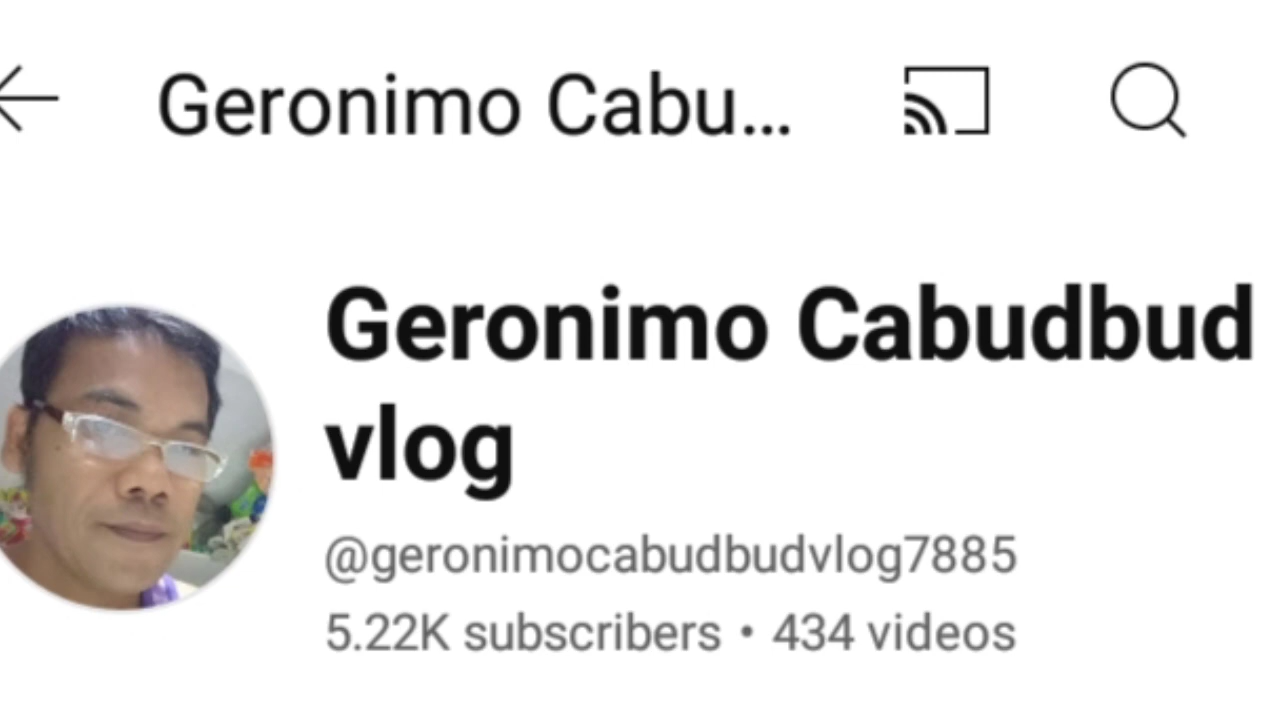 Geronimo Cabu...
Geronimo Cabudbud
vlog
@geronimocabudbudvlog7885
5.22K subscribers • 434 videos